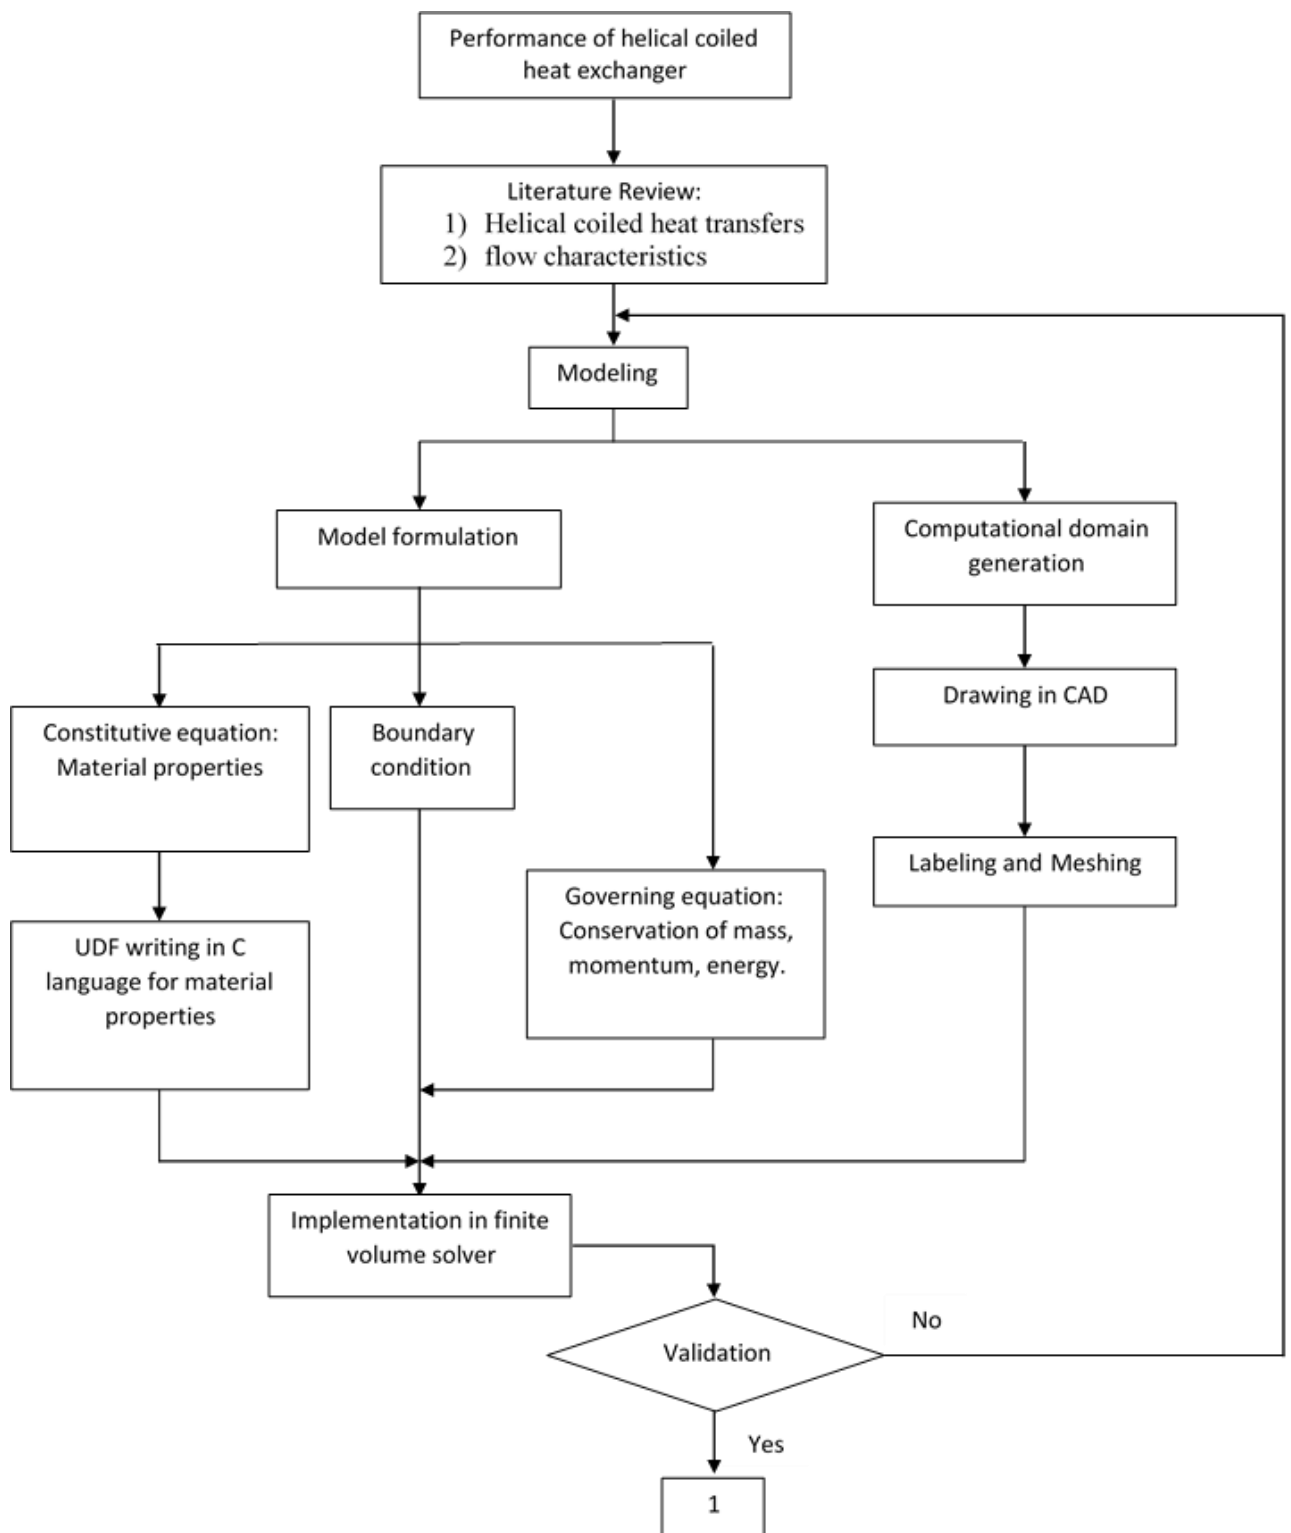 Performance of helical coiled
heat exchanger
Literature Review:
1) Helical coiled heat transfers
2) flow characteristics
Modeling
Model formulation
Computational domain
generation
Constitutive equation:
Material properties
Boundary
condition
Drawing in CAD
Governing equation:
Conservation of mass,
momentum, energy.
Labeling and Meshing
UDF writing in C
language for material
properties
Implementation in finite
volume solver
Validation
No
Yes
1